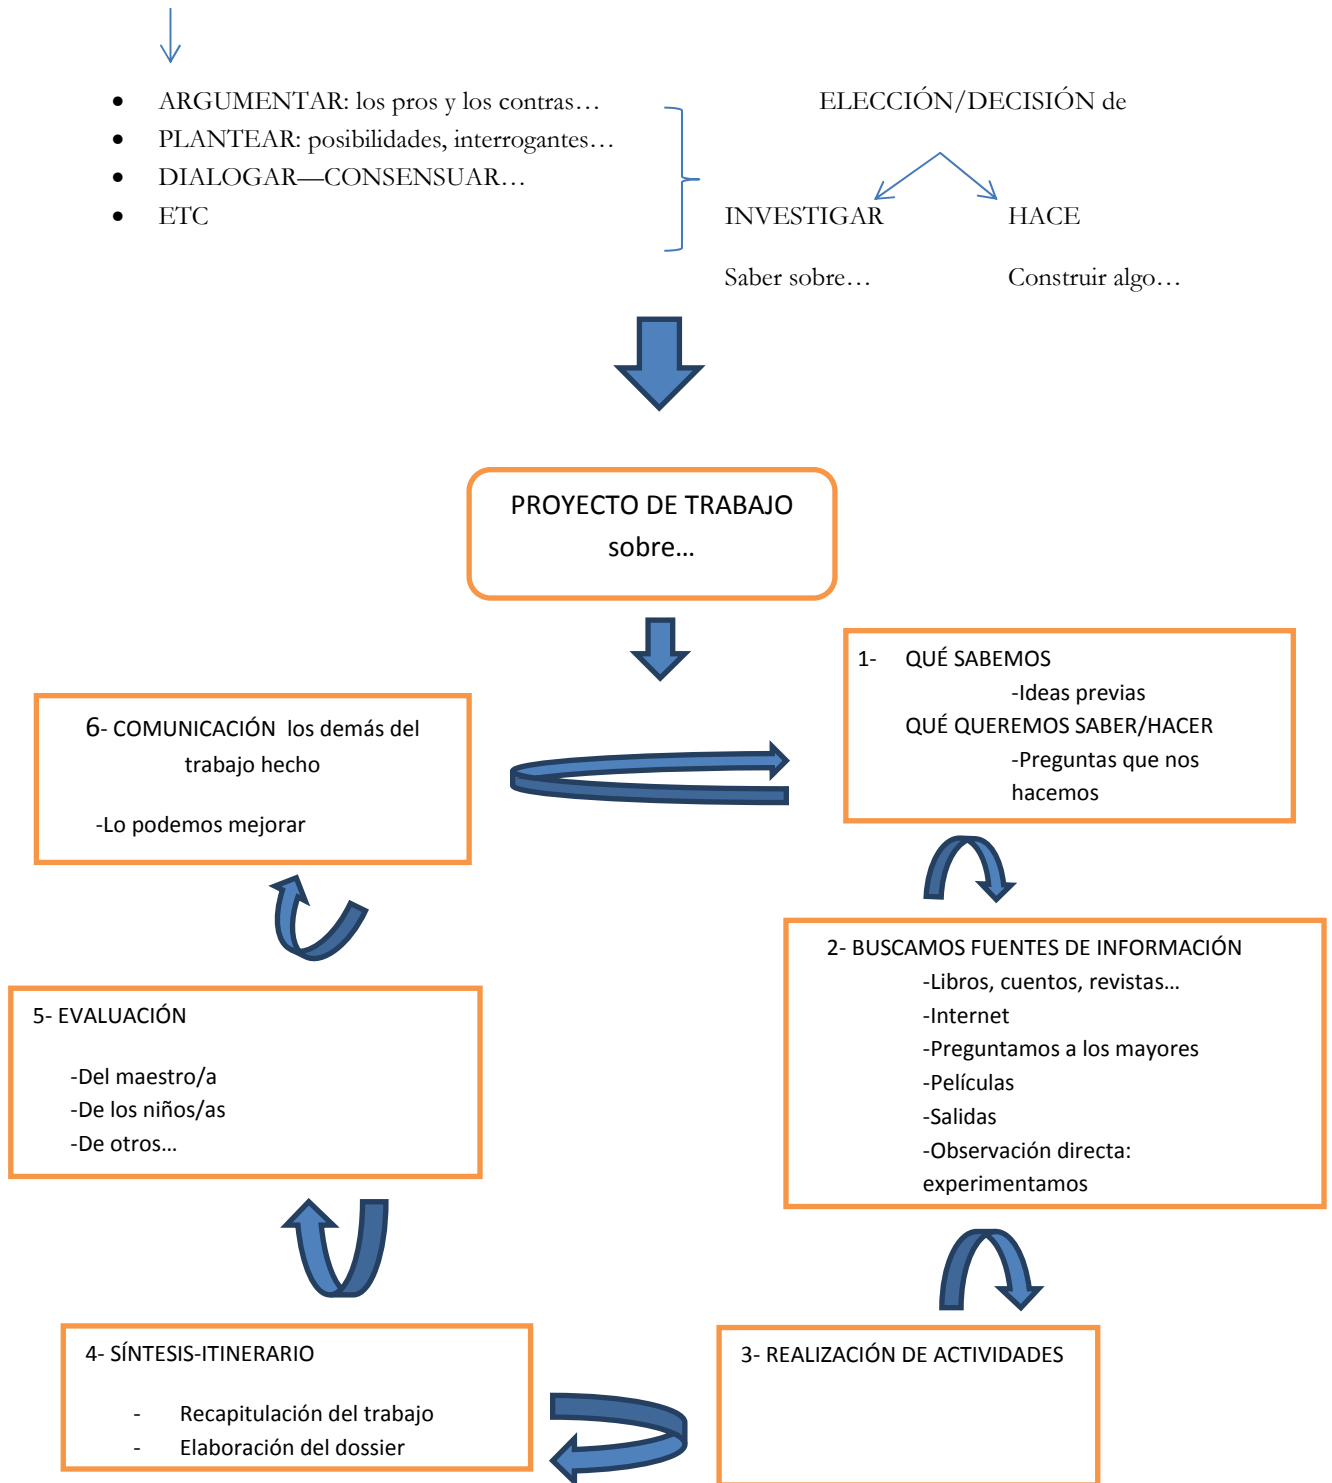 • ARGUMENTAR: los pros y los contras…
• PLANTEAR: posibilidades, interrogantes…
• DIALOGAR—CONSENSUAR…
• ETC
ELECCIÓN/DECISIÓN de
INVESTIGAR HACE
Saber sobre… Construir algo…
PROYECTO DE TRABAJO
sobre…
1- QUÉ SABEMOS
-Ideas previas
QUÉ QUEREMOS SABER/HACER
-Preguntas que nos
hacemos
2- BUSCAMOS FUENTES DE INFORMACIÓN
-Libros, cuentos, revistas…
-Internet
-Preguntamos a los mayores
-Películas
-Salidas
-Observación directa:
experimentamos
3- REALIZACIÓN DE ACTIVIDADES
4- SÍNTESIS-ITINERARIO
- Recapitulación del trabajo
- Elaboración del dossier
5- EVALUACIÓN
-Del maestro/a
-De los niños/as
-De otros…
6- COMUNICACIÓN los demás del
trabajo hecho
-Lo podemos mejorar